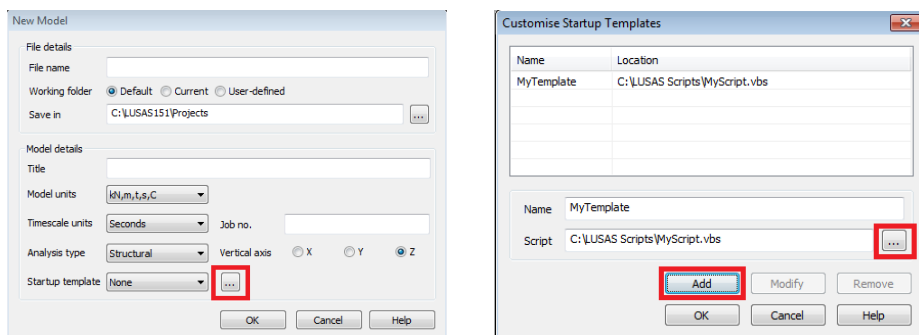 New Model
File details
File name
Working folder Default Current User-defined
Save in C:\LUSAS151\Projects ...
Model details
Title
Model units kN,m,t,s,C
Timescale units Seconds Job no.
Analysis type Structural Vertical axis X Y Z
Startup template None ...
OK Cancel Help
Customise Startup Templates
Name Location
MyTemplate C:\LUSAS Scripts\MyScript.vbs
Name MyTemplate
Script C:\LUSAS Scripts\MyScript.vbs ...
Add Modify Remove
OK Cancel Help